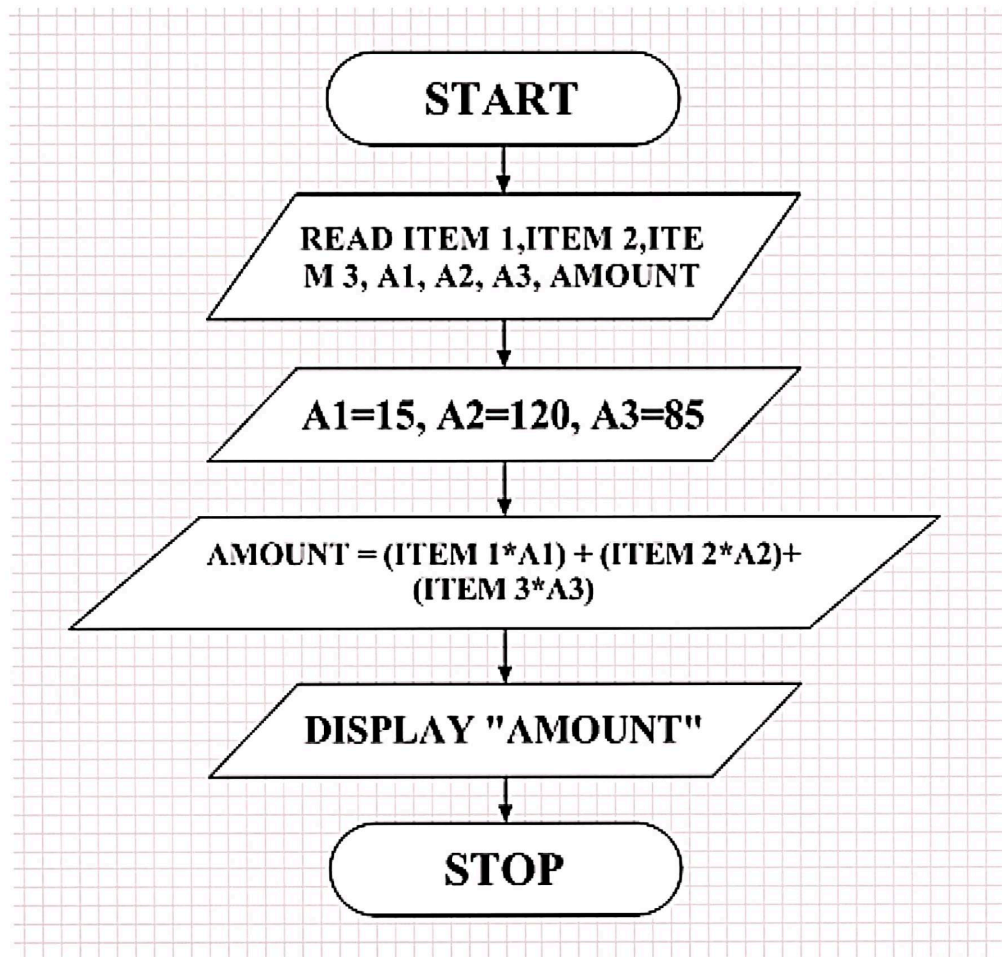 START
READ ITEM 1,ITEM 2,ITE
M 3, A1, A2, A3, AMOUNT
A1=15, A2=120, A3=85
AMOUNT = (ITEM 1*A1) + (ITEM 2*A2)+
(ITEM 3*A3)
DISPLAY "AMOUNT"
STOP